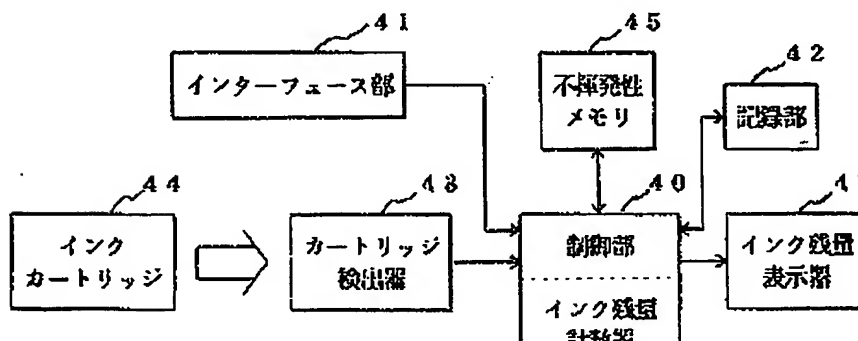 41
インターフェース部
45
不揮発性
メモリ
42
記録部
44
インク
カートリッジ
43
カートリッジ
検出器
40
制御部
インク残量
計数器
4
インク残量
表示器